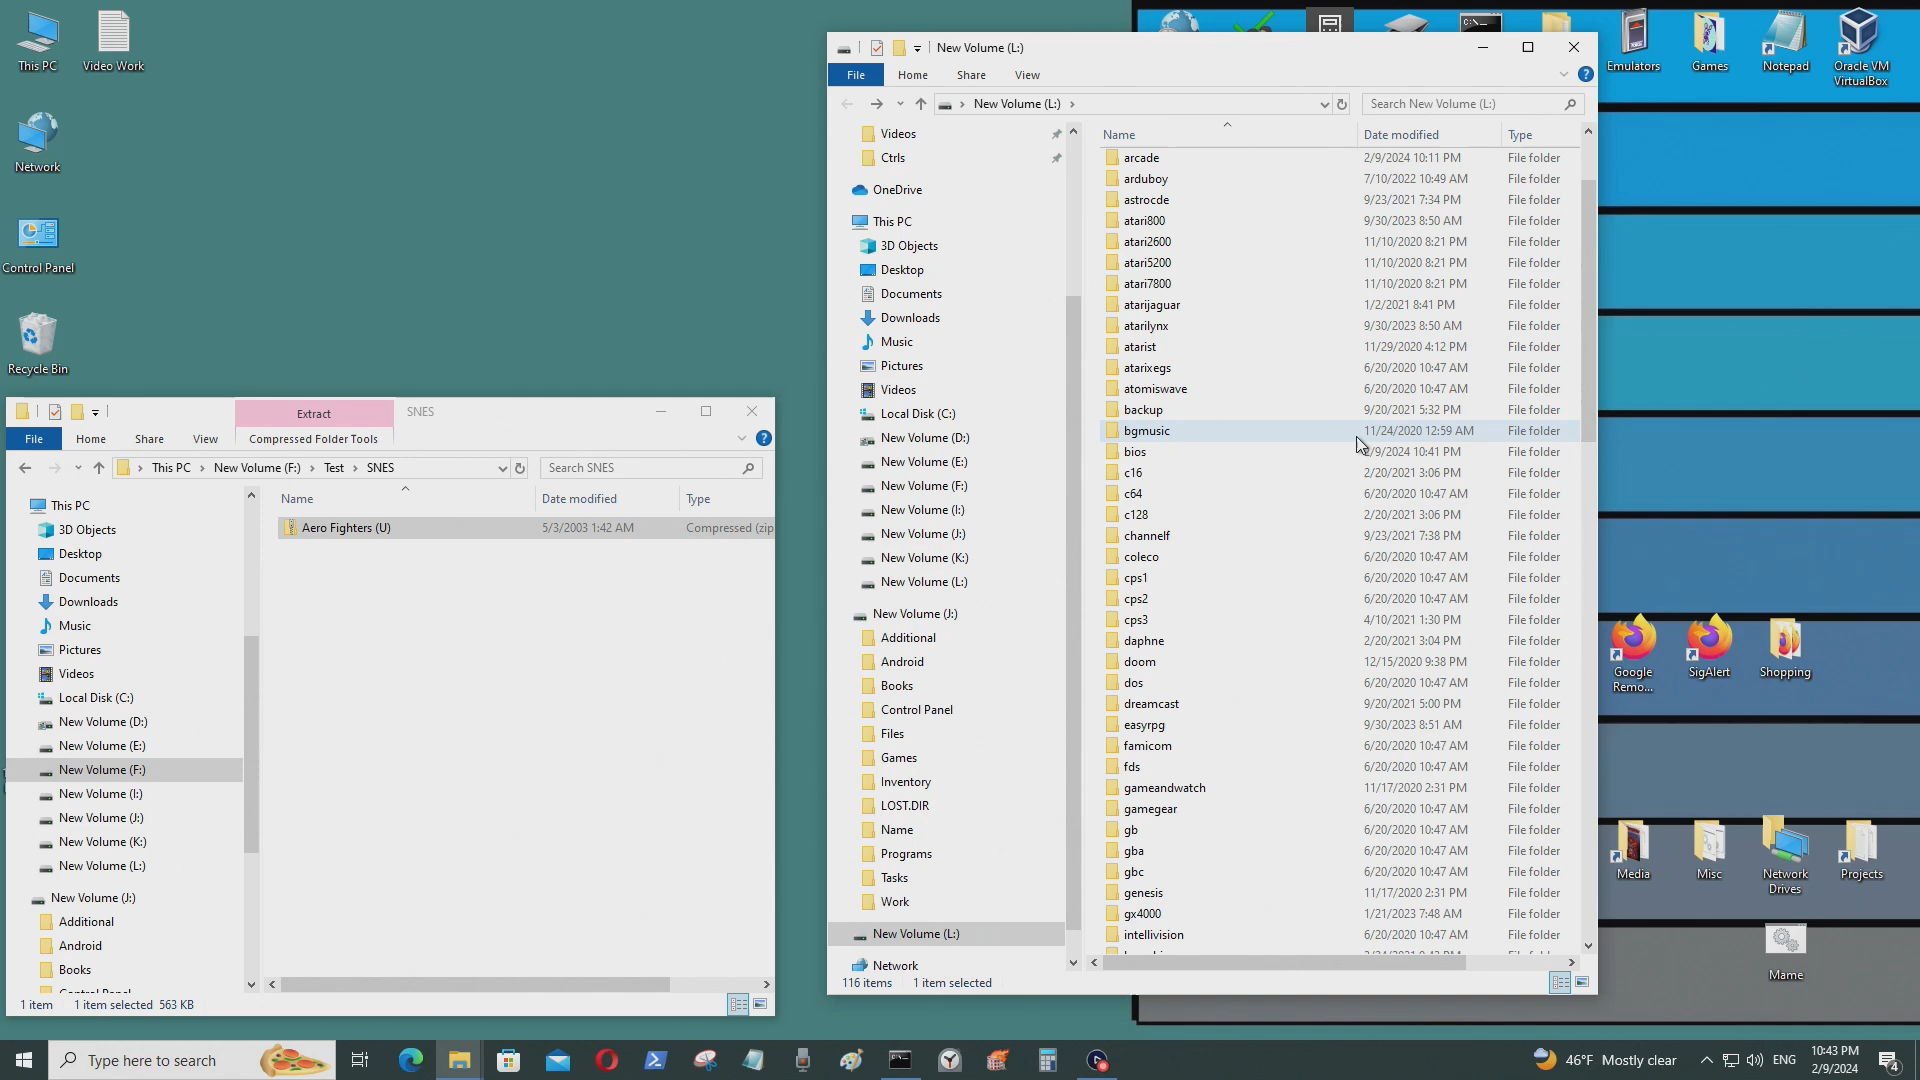 This PC
Video Work
Network
Control Panel
Recycle Bin
Emulators
Games
Notepad
Oracle VM
VirtualBox
Google
Remo...
SigAlert
Shopping
Media
Misc
Network
Drives
Projects
Mame
Extract
SNES
File
Home
Share
View
Compressed Folder Tools
This PC
New Volume (F:)
Test
SNES
Search SNES
This PC
3D Objects
Desktop
Documents
Downloads
Music
Pictures
Videos
Local Disk (C:)
New Volume (D:)
New Volume (E:)
New Volume (F:)
New Volume (I:)
New Volume (J:)
New Volume (K:)
New Volume (L:)
New Volume (J:)
Additional
Android
Books
Name Date modified Type
Aero Fighters (U) 5/3/2003 1:42 AM Compressed (zip
1 item 1 item selected 563 KB
New Volume (L:)
File Home Share View
New Volume (L:)
Search New Volume (L:)
Videos
Ctrls
OneDrive
This PC
3D Objects
Desktop
Documents
Downloads
Music
Pictures
Videos
Local Disk (C:)
New Volume (D:)
New Volume (E:)
New Volume (F:)
New Volume (I:)
New Volume (J:)
New Volume (K:)
New Volume (L:)
New Volume (J:)
Additional
Android
Books
Control Panel
Files
Games
Inventory
LOST.DIR
Name
Programs
Tasks
Work
New Volume (L:)
Network
Name Date modified Type
arcade 2/9/2024 10:11 PM File folder
arduboy 7/10/2022 10:49 AM File folder
astrocde 9/23/2021 7:34 PM File folder
atari800 9/30/2023 8:50 AM File folder
atari2600 11/10/2020 8:21 PM File folder
atari5200 11/10/2020 8:21 PM File folder
atari7800 11/10/2020 8:21 PM File folder
atarijaguar 1/2/2021 8:41 PM File folder
atarilynx 9/30/2023 8:50 AM File folder
atarist 11/29/2020 4:12 PM File folder
atarixegs 6/20/2020 10:47 AM File folder
atomiswave 6/20/2020 10:47 AM File folder
backup 9/20/2021 5:32 PM File folder
bgmusic 11/24/2020 12:59 AM File folder
bios 2/9/2024 10:41 PM File folder
c16 2/20/2021 3:06 PM File folder
c64 6/20/2020 10:47 AM File folder
c128 2/20/2021 3:06 PM File folder
channelf 9/23/2021 7:38 PM File folder
coleco 6/20/2020 10:47 AM File folder
cps1 6/20/2020 10:47 AM File folder
cps2 6/20/2020 10:47 AM File folder
cps3 4/10/2021 1:30 PM File folder
daphne 2/20/2021 3:04 PM File folder
doom 12/15/2020 9:38 PM File folder
dos 6/20/2020 10:47 AM File folder
dreamcast 9/20/2021 5:00 PM File folder
easyrpg 9/30/2023 8:51 AM File folder
famicom 6/20/2020 10:47 AM File folder
fds 6/20/2020 10:47 AM File folder
gameandwatch 11/17/2020 2:31 PM File folder
gamegear 6/20/2020 10:47 AM File folder
gb 6/20/2020 10:47 AM File folder
gba 6/20/2020 10:47 AM File folder
gbc 6/20/2020 10:47 AM File folder
genesis 11/17/2020 2:31 PM File folder
gx4000 1/21/2023 7:48 AM File folder
intellivision 6/20/2020 10:47 AM File folder
116 items 1 item selected
Type here to search
46°F Mostly clear
ENG
10:43 PM
2/9/2024
4